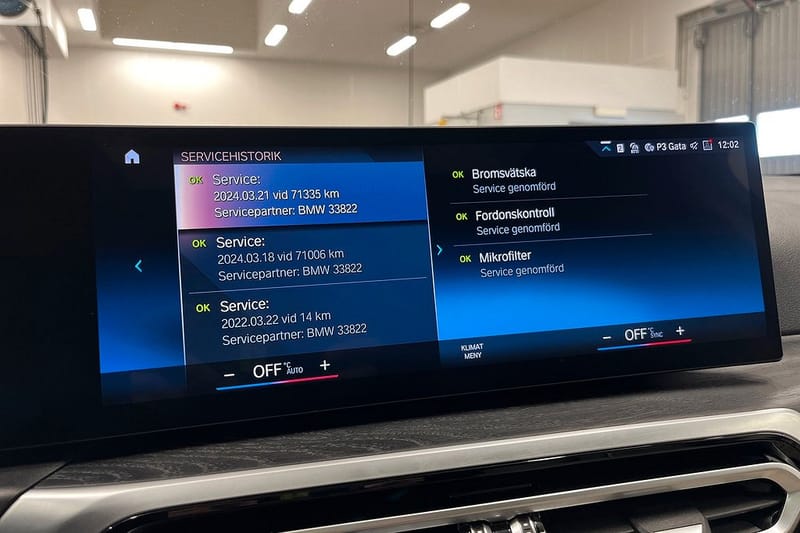 SERVICEHISTORIK
P3 Gata
12:02
OK Service:
2024.03.21 vid 71335 km
Servicepartner: BMW 33822
OK Service:
2024.03.18 vid 71006 km
Servicepartner: BMW 33822
OK Service:
2022.03.22 vid 14 km
Servicepartner: BMW 33822
OK Bromsvätska
Service genomförd
OK Fordonskontroll
Service genomförd
OK Mikrofilter
Service genomförd
− OFF °C AUTO +
KLIMAT
MENY
− OFF °C SYNC +